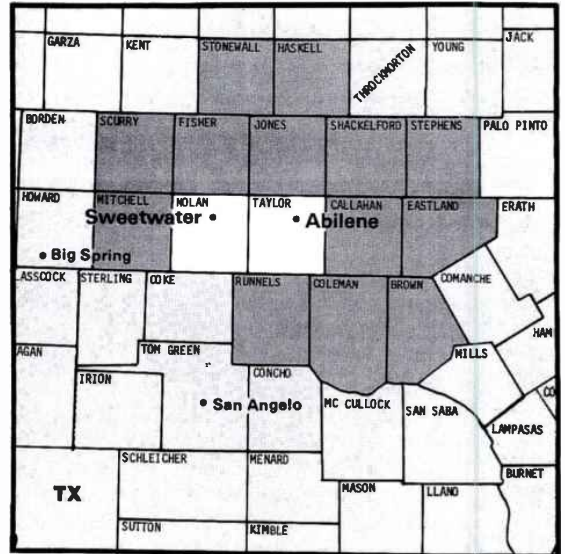 GARZA
KENT
STONEWALL
HASKELL
THROCKMORTON
YOUNG
JACK
BORDEN
SCURRY
FISHER
JONES
SHACKELFORD
STEPHENS
PALO PINTO
HOWARD
MITCHELL
NOLAN
TAYLOR
CALLAHAN
EASTLAND
ERATH
Sweetwater
Abilene
Big Spring
LASSCOCK
STERLING
COKE
RUNNELS
COLEMAN
BROWN
COMANCHE
HAM
AGAN
TOM GREEN
MILLS
IRION
CONCHO
San Angelo
MC CULLOCK
SAN SABA
CO
LAMPASAS
SCHLEICHER
MENARD
BURNET
TX
MASON
LLANO
SUTTON
KIMBLE